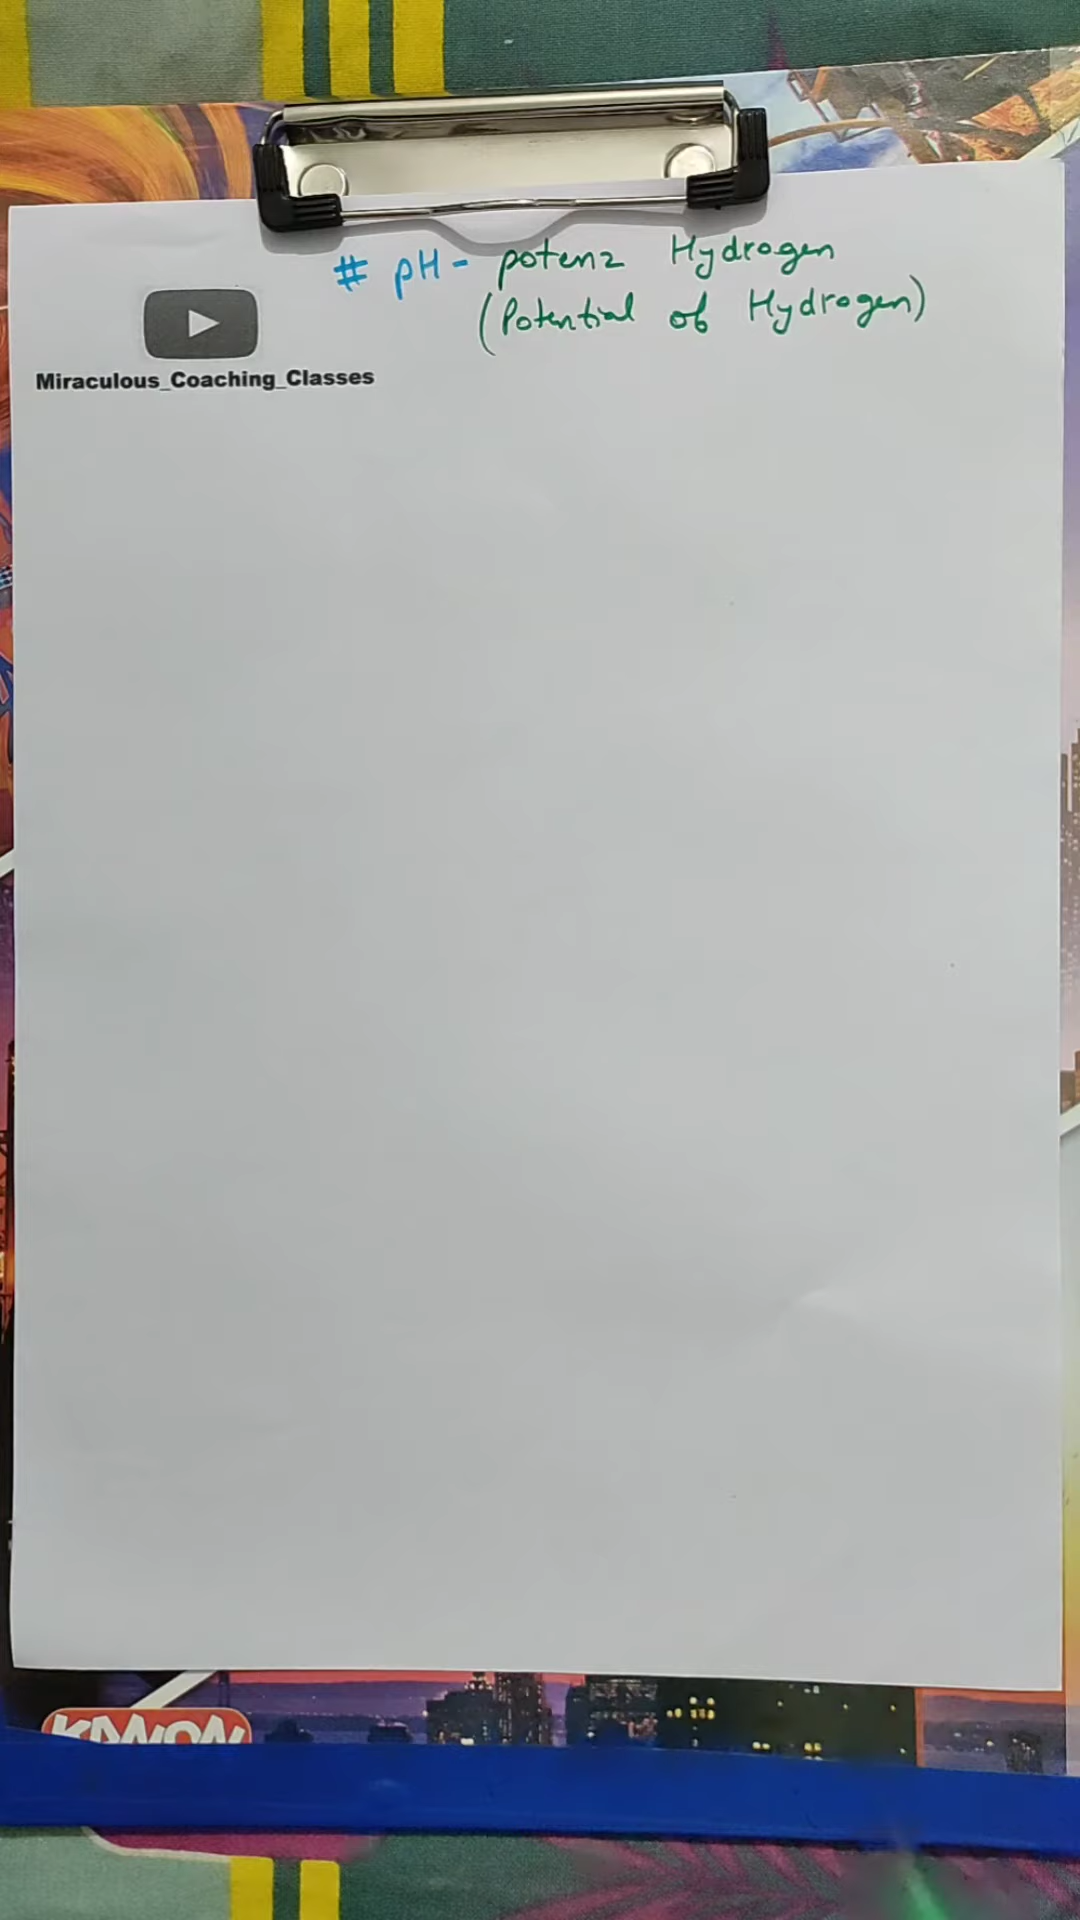 # pH - potenz Hydrogen
(Potential of Hydrogen)
Miraculous_Coaching_Classes